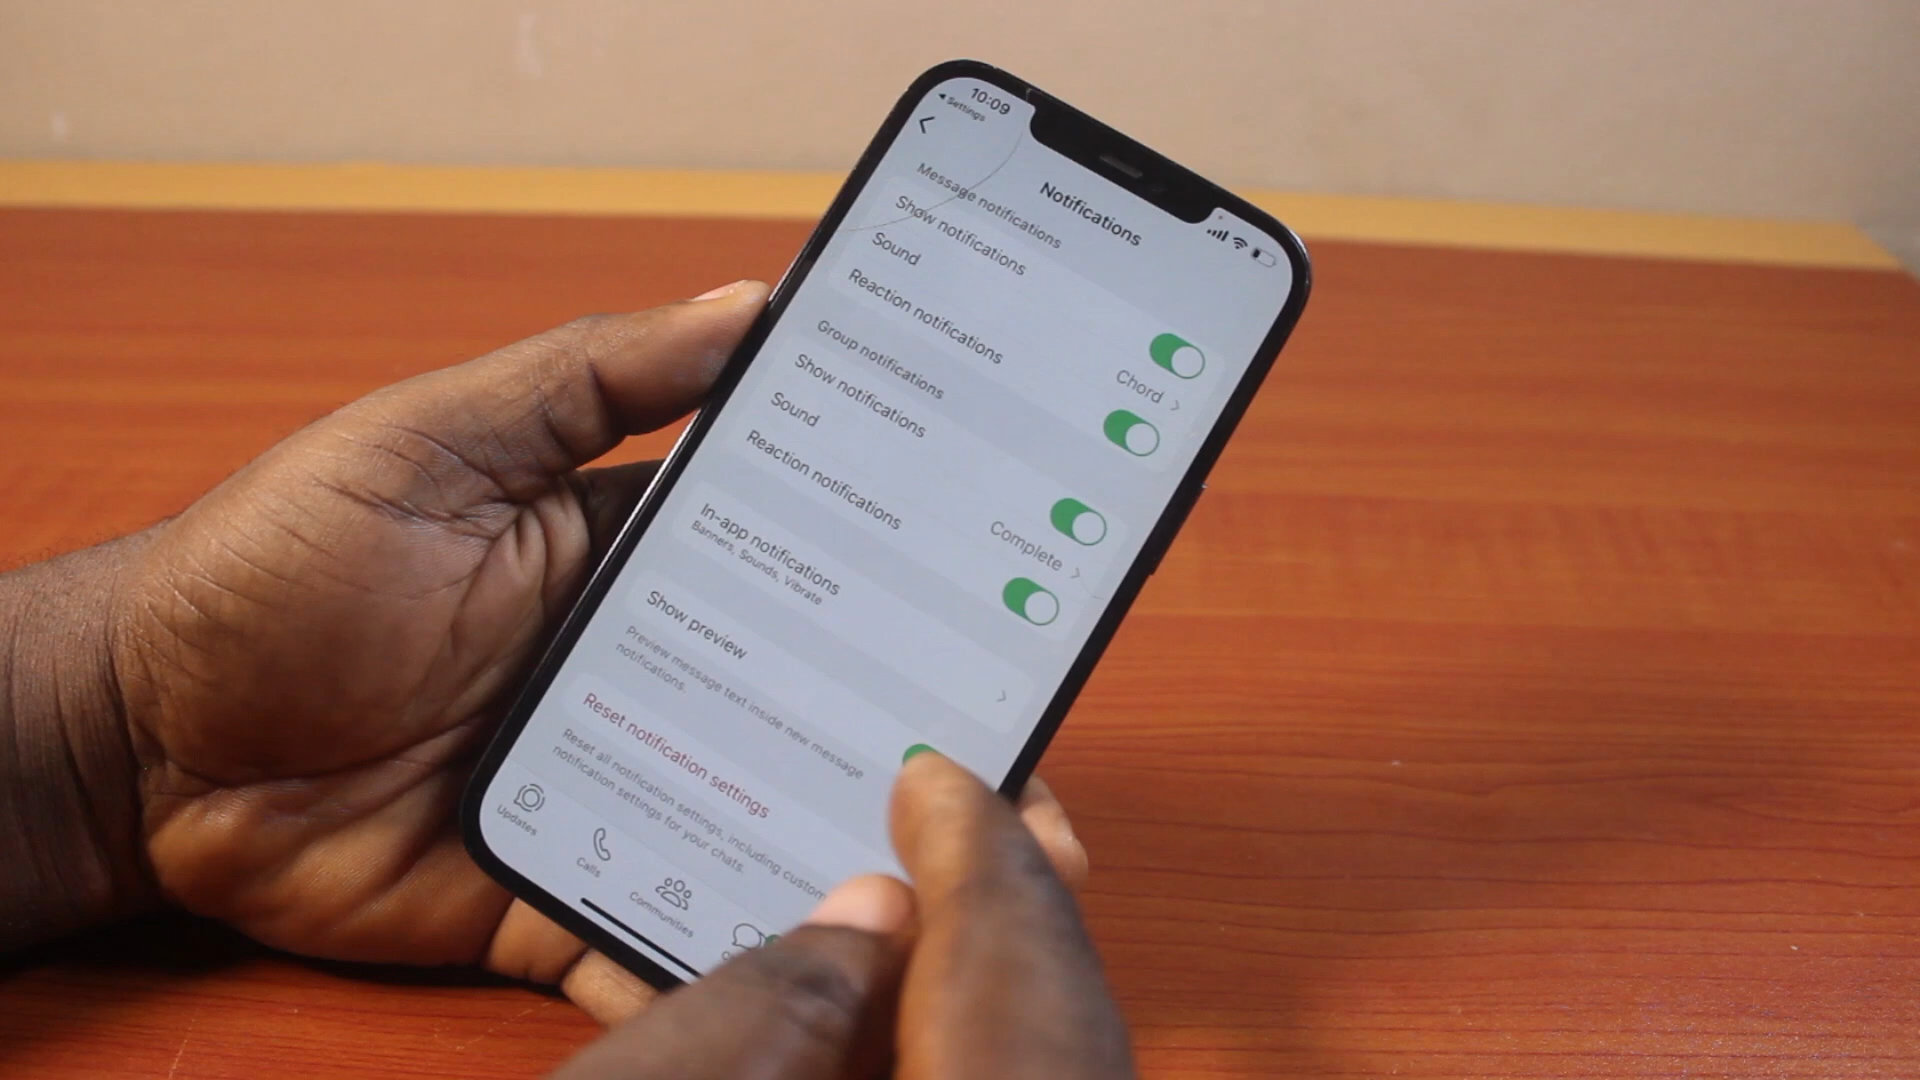 10:09
Settings
Notifications
Message notifications
Show notifications
Sound
Chord
Reaction notifications
Group notifications
Show notifications
Sound
Complete
Reaction notifications
In-app notifications
Banners, Sounds, Vibrate
Show preview
Preview message text inside new message
notifications.
Reset notification settings
Reset all notification settings, including custom
notification settings for your chats.
Updates
Calls
Communities